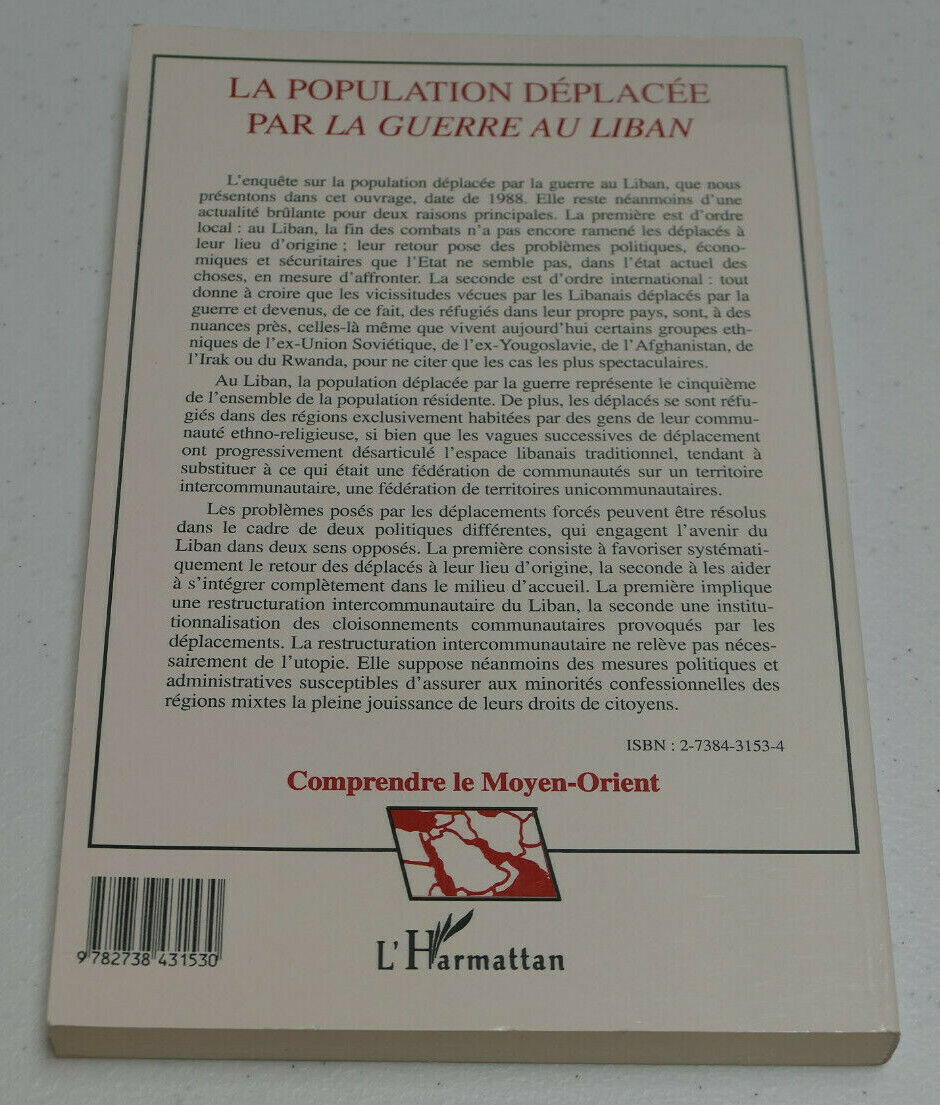 LA POPULATION DÉPLACÉE
PAR LA GUERRE AU LIBAN
L'enquête sur la population déplacée par la guerre au Liban, que nous
présentons dans cet ouvrage, date de 1988. Elle reste néanmoins d'une
actualité brûlante pour deux raisons principales. La première est d'ordre
local : au Liban, la fin des combats n'a pas encore ramené les déplacés à
leur lieu d'origine ; leur retour pose des problèmes politiques, écono-
miques et sécuritaires que l'Etat ne semble pas, dans l'état actuel des
choses, en mesure d'affronter. La seconde est d'ordre international : tout
donne à croire que les vicissitudes vécues par les Libanais déplacés par la
guerre et devenus, de ce fait, des réfugiés dans leur propre pays, sont, à des
nuances près, celles-là même que vivent aujourd'hui certains groupes eth-
niques de l'ex-Union Soviétique, de l'ex-Yougoslavie, de l'Afghanistan, de
l'Irak ou du Rwanda, pour ne citer que les cas les plus spectaculaires.
Au Liban, la population déplacée par la guerre représente le cinquième
de l'ensemble de la population résidente. De plus, les déplacés se sont réfu-
giés dans des régions exclusivement habitées par des gens de leur commu-
nauté ethno-religieuse, si bien que les vagues successives de déplacement
ont progressivement désarticulé l'espace libanais traditionnel, tendant à
substituer à ce qui était une fédération de communautés sur un territoire
intercommunautaire, une fédération de territoires unicommunautaires.
Les problèmes posés par les déplacements forcés peuvent être résolus
dans le cadre de deux politiques différentes, qui engagent l'avenir du
Liban dans deux sens opposés. La première consiste à favoriser systémati-
quement le retour des déplacés à leur lieu d'origine, la seconde à les aider
à s'intégrer complètement dans le milieu d'accueil. La première implique
une restructuration intercommunautaire du Liban, la seconde une institu-
tionnalisation des cloisonnements communautaires provoqués par les
déplacements. La restructuration intercommunautaire ne relève pas néces-
sairement de l'utopie. Elle suppose néanmoins des mesures politiques et
administratives susceptibles d'assurer aux minorités confessionnelles des
régions mixtes la pleine jouissance de leurs droits de citoyens.
ISBN : 2-7384-3153-4
Comprendre le Moyen-Orient
9 782738 431530
L'Harmattan